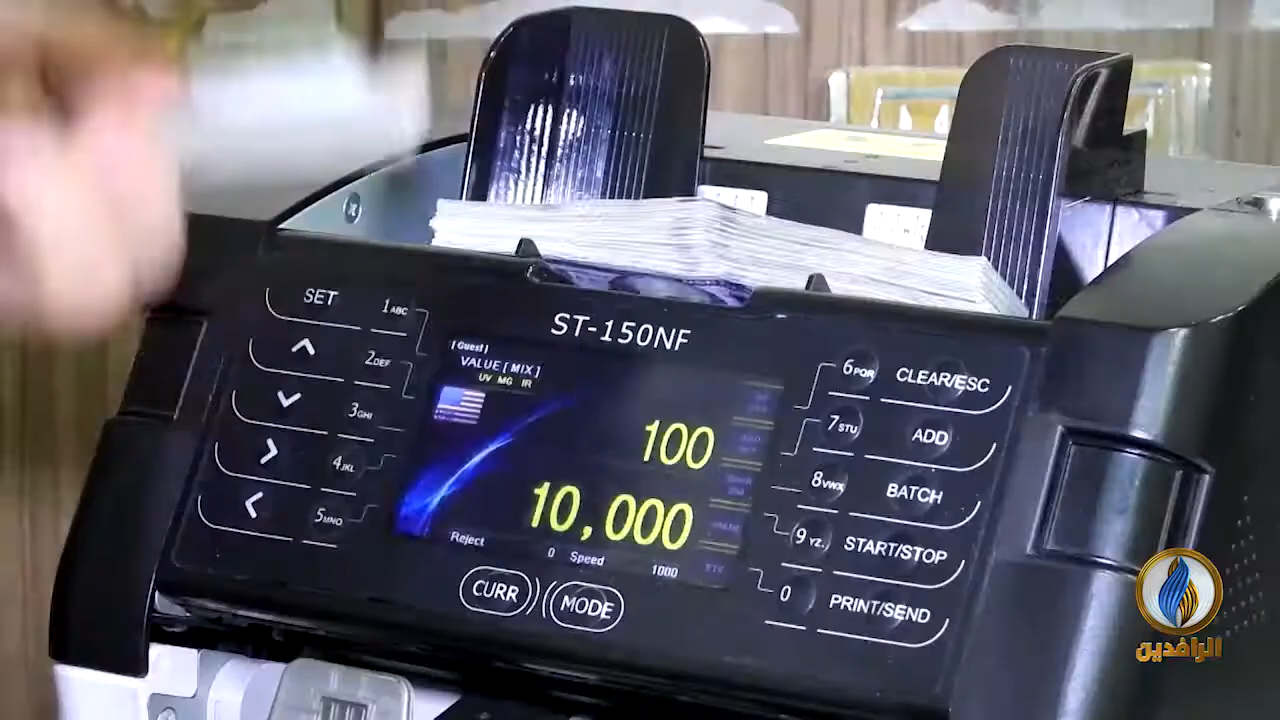 ST-150NF
SET
1ABC
2DEF
3GHI
4JKL
5MNO
[ Guest ]
VALUE [ MIX ]
UV MG IR
100
10,000
Reject 0 Speed 1000
CURR
MODE
6PQR
CLEAR/ESC
7STU
ADD
8VWX
BATCH
9YZ.
START/STOP
0
PRINT/SEND
الرافدين